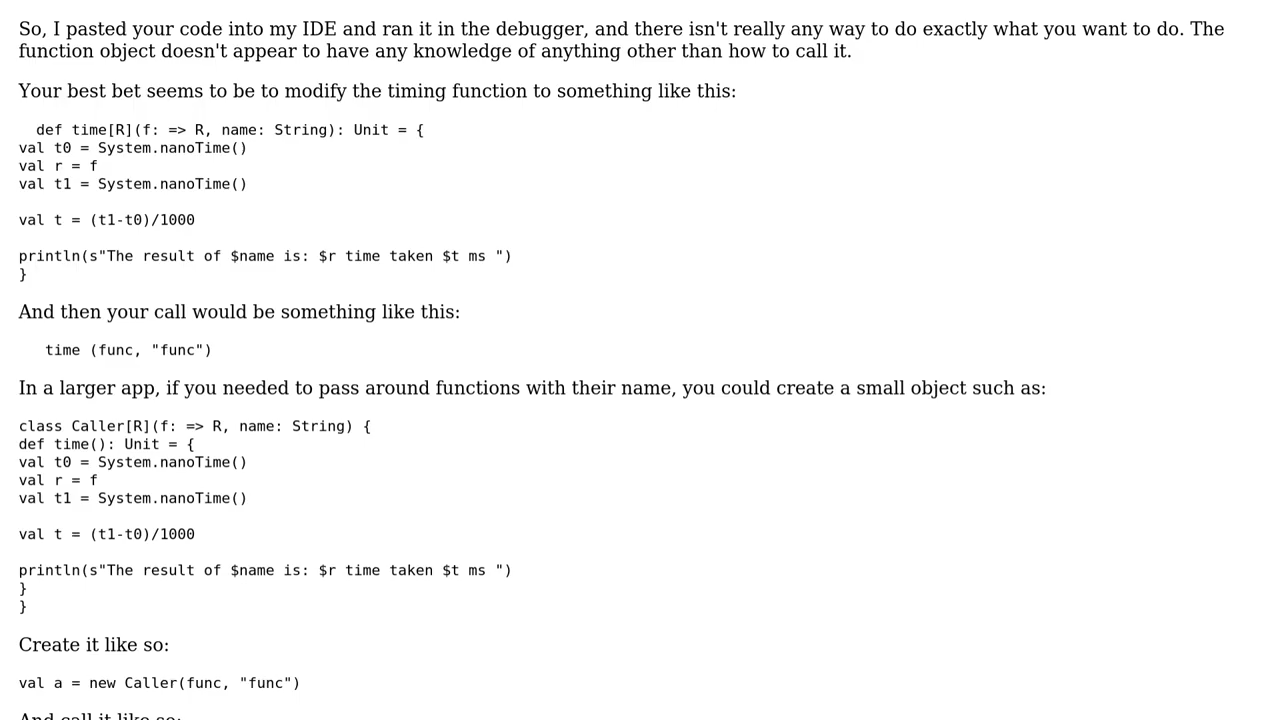 So, I pasted your code into my IDE and ran it in the debugger, and there isn't really any way to do exactly what you want to do. The
function object doesn't appear to have any knowledge of anything other than how to call it.
Your best bet seems to be to modify the timing function to something like this:
def time[R](f: => R, name: String): Unit = {
val t0 = System.nanoTime()
val r = f
val t1 = System.nanoTime()
val t = (t1-t0)/1000
println(s"The result of $name is: $r time taken $t ms ")
}
And then your call would be something like this:
time (func, "func")
In a larger app, if you needed to pass around functions with their name, you could create a small object such as:
class Caller[R](f: => R, name: String) {
def time(): Unit = {
val t0 = System.nanoTime()
val r = f
val t1 = System.nanoTime()
val t = (t1-t0)/1000
println(s"The result of $name is: $r time taken $t ms ")
}
}
Create it like so:
val a = new Caller(func, "func")
And call it like so: